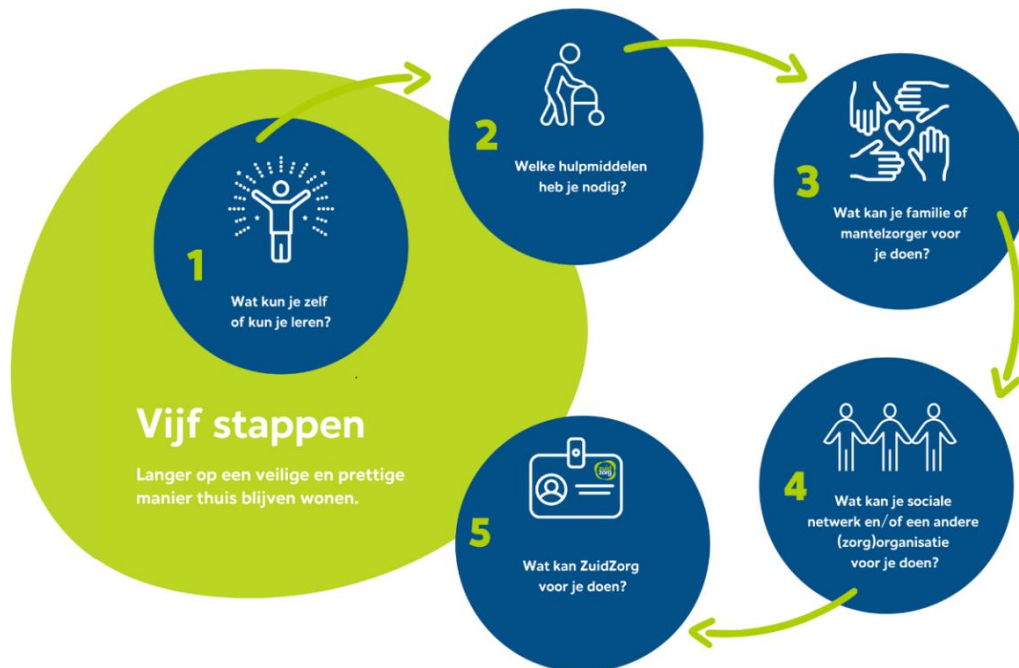 1
Wat kun je zelf
of kun je leren?
2
Welke hulpmiddelen
heb je nodig?
3
Wat kan je familie of
mantelzorger voor
je doen?
4
Wat kan je sociale
netwerk en/of een andere
(zorg)organisatie
voor je doen?
5
zuid
zorg
Wat kan ZuidZorg
voor je doen?
Vijf stappen
Langer op een veilige en prettige
manier thuis blijven wonen.